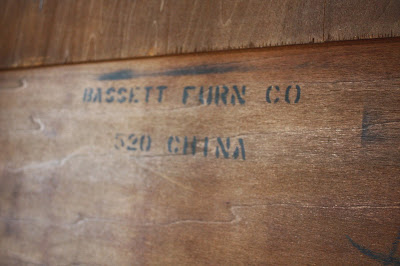 BASSETT FURN CO
520 CHINA